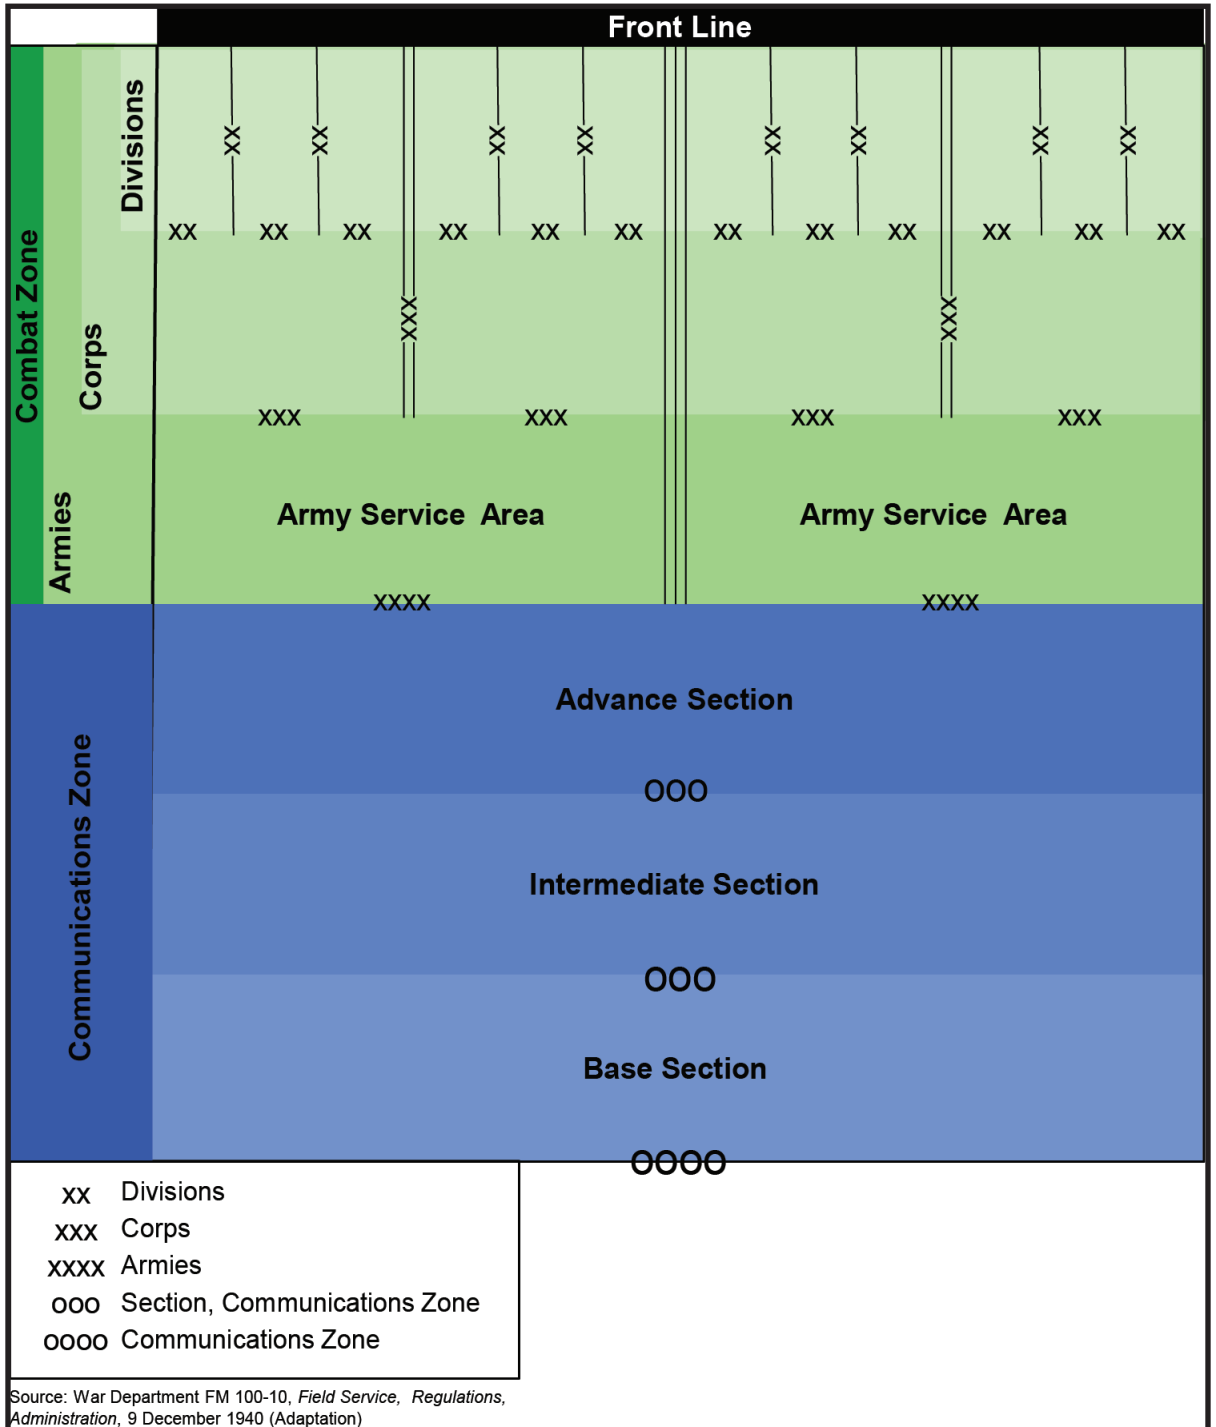 Front Line
Combat Zone
Divisions
XX XX XX XX XX XX XX XX
XX XX XX XX XX XX XX XX XX XX XX XX
Corps
XXX XXX
XXX XXX XXX XXX
Armies
Army Service Area Army Service Area
XXXX XXXX
Communications Zone
Advance Section
OOO
Intermediate Section
OOO
Base Section
OOOO
XX Divisions
XXX Corps
XXXX Armies
OOO Section, Communications Zone
OOOO Communications Zone
Source: War Department FM 100-10, Field Service, Regulations,
Administration, 9 December 1940 (Adaptation)